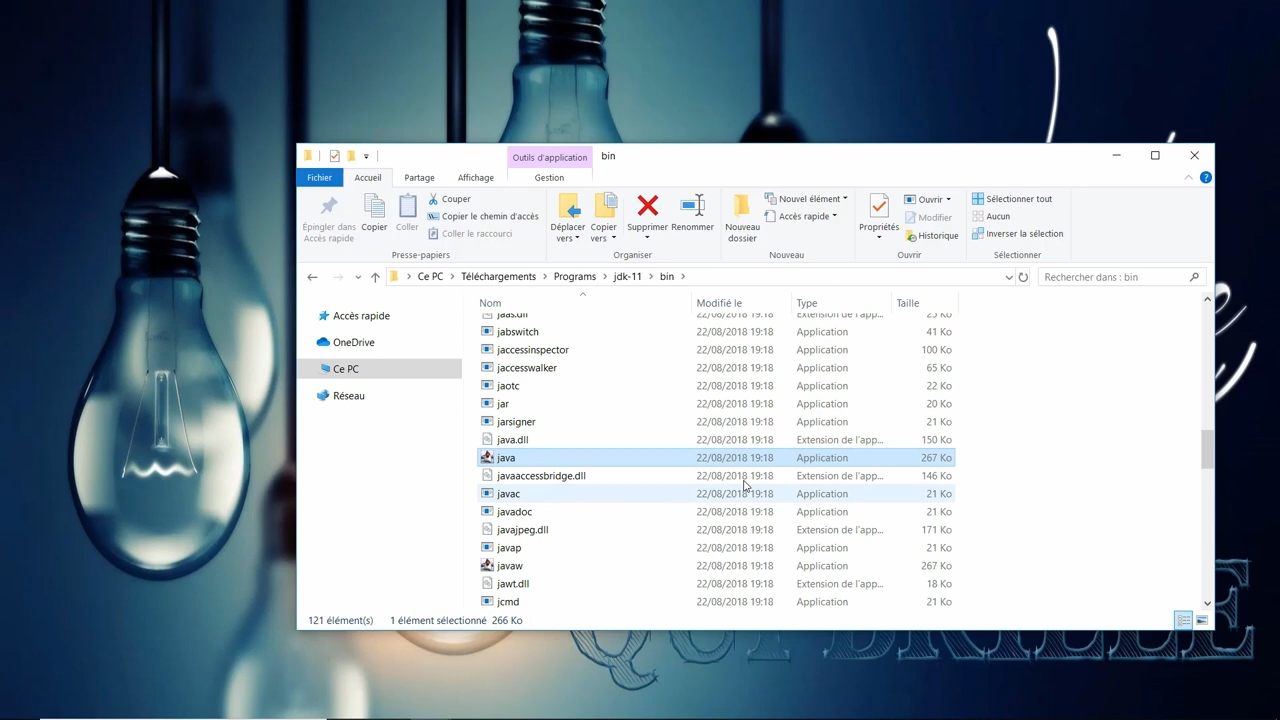 Outils d'application bin
Fichier Accueil Partage Affichage Gestion
Épingler dans Accès rapide
Copier
Coller
Couper
Copier le chemin d'accès
Coller le raccourci
Presse-papiers
Déplacer vers
Copier vers
Supprimer
Renommer
Organiser
Nouveau dossier
Nouvel élément
Accès rapide
Nouveau
Propriétés
Ouvrir
Modifier
Historique
Ouvrir
Sélectionner tout
Aucun
Inverser la sélection
Sélectionner
Ce PC > Téléchargements > Programs > jdk-11 > bin >
Rechercher dans : bin
Accès rapide
OneDrive
Ce PC
Réseau
Nom Modifié le Type Taille
jaas.dll 22/08/2018 19:18 Extension de l'app... 25 Ko
jabswitch 22/08/2018 19:18 Application 41 Ko
jaccessinspector 22/08/2018 19:18 Application 100 Ko
jaccesswalker 22/08/2018 19:18 Application 65 Ko
jaotc 22/08/2018 19:18 Application 22 Ko
jar 22/08/2018 19:18 Application 20 Ko
jarsigner 22/08/2018 19:18 Application 21 Ko
java.dll 22/08/2018 19:18 Extension de l'app... 150 Ko
java 22/08/2018 19:18 Application 267 Ko
javaaccessbridge.dll 22/08/2018 19:18 Extension de l'app... 146 Ko
javac 22/08/2018 19:18 Application 21 Ko
javadoc 22/08/2018 19:18 Application 21 Ko
javajpeg.dll 22/08/2018 19:18 Extension de l'app... 171 Ko
javap 22/08/2018 19:18 Application 21 Ko
javaw 22/08/2018 19:18 Application 267 Ko
jawt.dll 22/08/2018 19:18 Extension de l'app... 18 Ko
jcmd 22/08/2018 19:18 Application 21 Ko
121 élément(s) 1 élément sélectionné 266 Ko